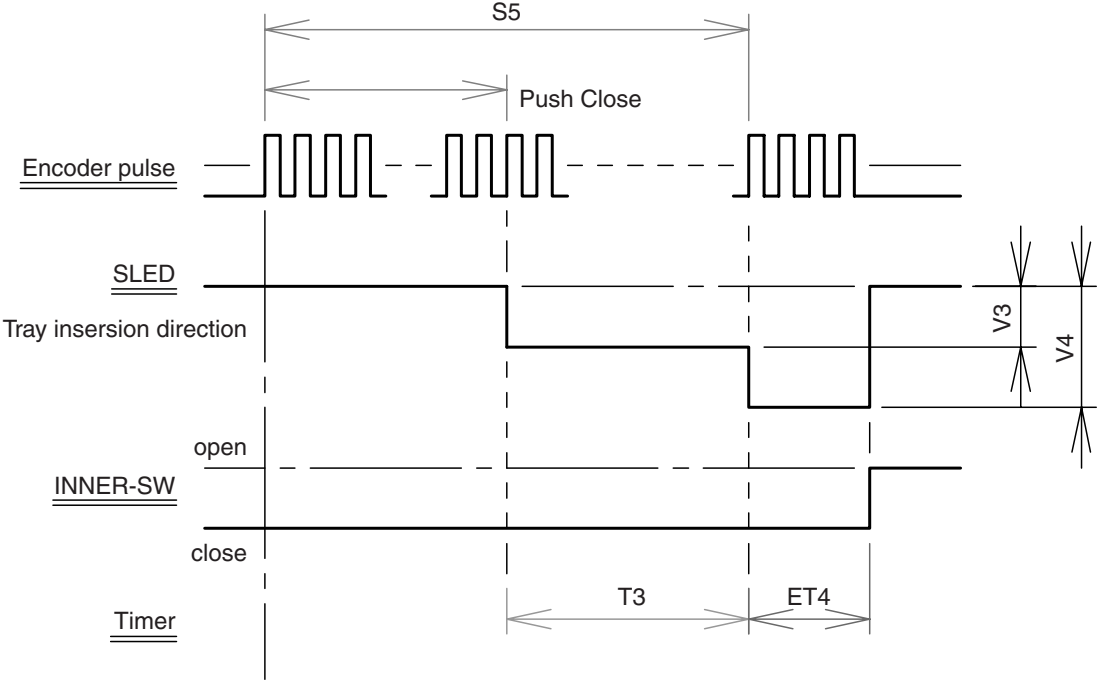 S5
Push Close
Encoder pulse
SLED
Tray insersion direction
V3
V4
open
INNER-SW
close
T3
ET4
Timer